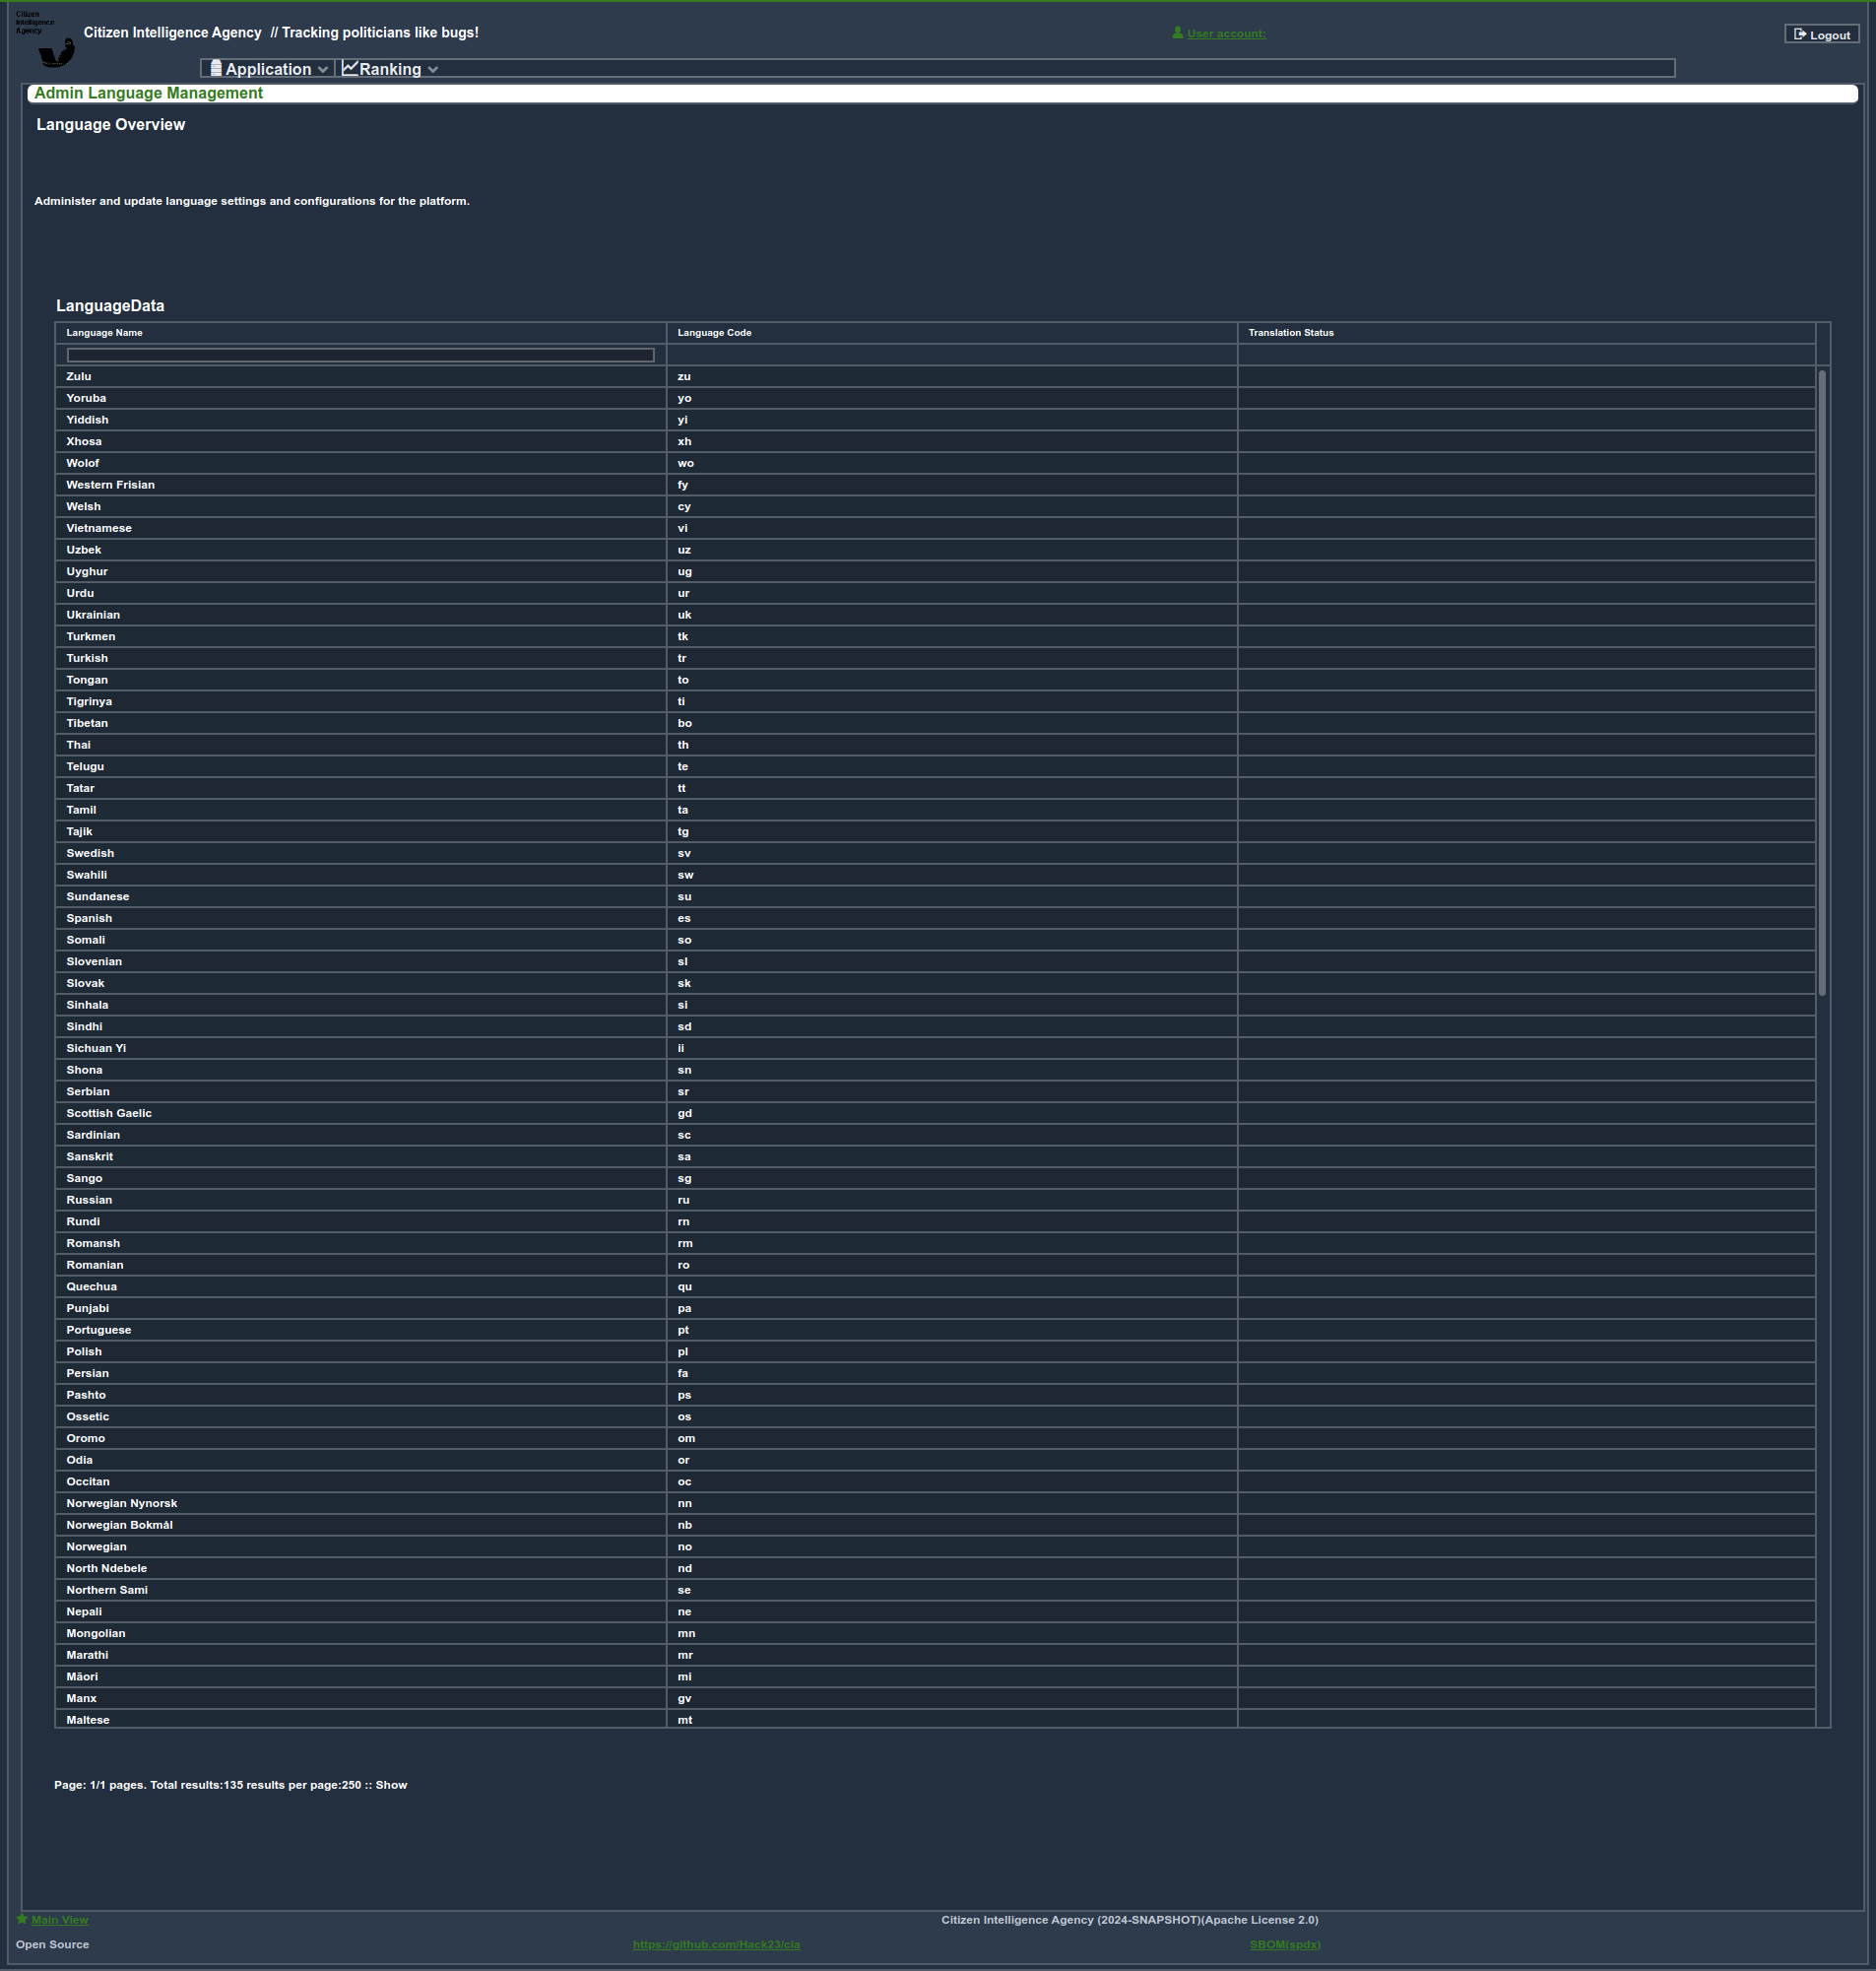 Citizen
Intelligence
Agency
Citizen Intelligence Agency // Tracking politicians like bugs!
User account:
Logout
Application Ranking
Admin Language Management
Language Overview
Administer and update language settings and configurations for the platform.
LanguageData
Language Name Language Code Translation Status
Zulu zu
Yoruba yo
Yiddish yi
Xhosa xh
Wolof wo
Western Frisian fy
Welsh cy
Vietnamese vi
Uzbek uz
Uyghur ug
Urdu ur
Ukrainian uk
Turkmen tk
Turkish tr
Tongan to
Tigrinya ti
Tibetan bo
Thai th
Telugu te
Tatar tt
Tamil ta
Tajik tg
Swedish sv
Swahili sw
Sundanese su
Spanish es
Somali so
Slovenian sl
Slovak sk
Sinhala si
Sindhi sd
Sichuan Yi ii
Shona sn
Serbian sr
Scottish Gaelic gd
Sardinian sc
Sanskrit sa
Sango sg
Russian ru
Rundi rn
Romansh rm
Romanian ro
Quechua qu
Punjabi pa
Portuguese pt
Polish pl
Persian fa
Pashto ps
Ossetic os
Oromo om
Odia or
Occitan oc
Norwegian Nynorsk nn
Norwegian Bokmål nb
Norwegian no
North Ndebele nd
Northern Sami se
Nepali ne
Mongolian mn
Marathi mr
Māori mi
Manx gv
Maltese mt
Page: 1/1 pages. Total results:135 results per page:250 :: Show
Main View
Citizen Intelligence Agency (2024-SNAPSHOT)(Apache License 2.0)
Open Source
https://github.com/Hack23/cia
SBOM(spdx)